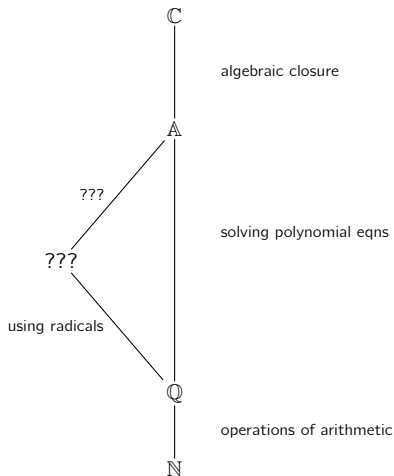 ℂ
algebraic closure
𝔸
???
solving polynomial eqns
???
using radicals
ℚ
operations of arithmetic
ℕ